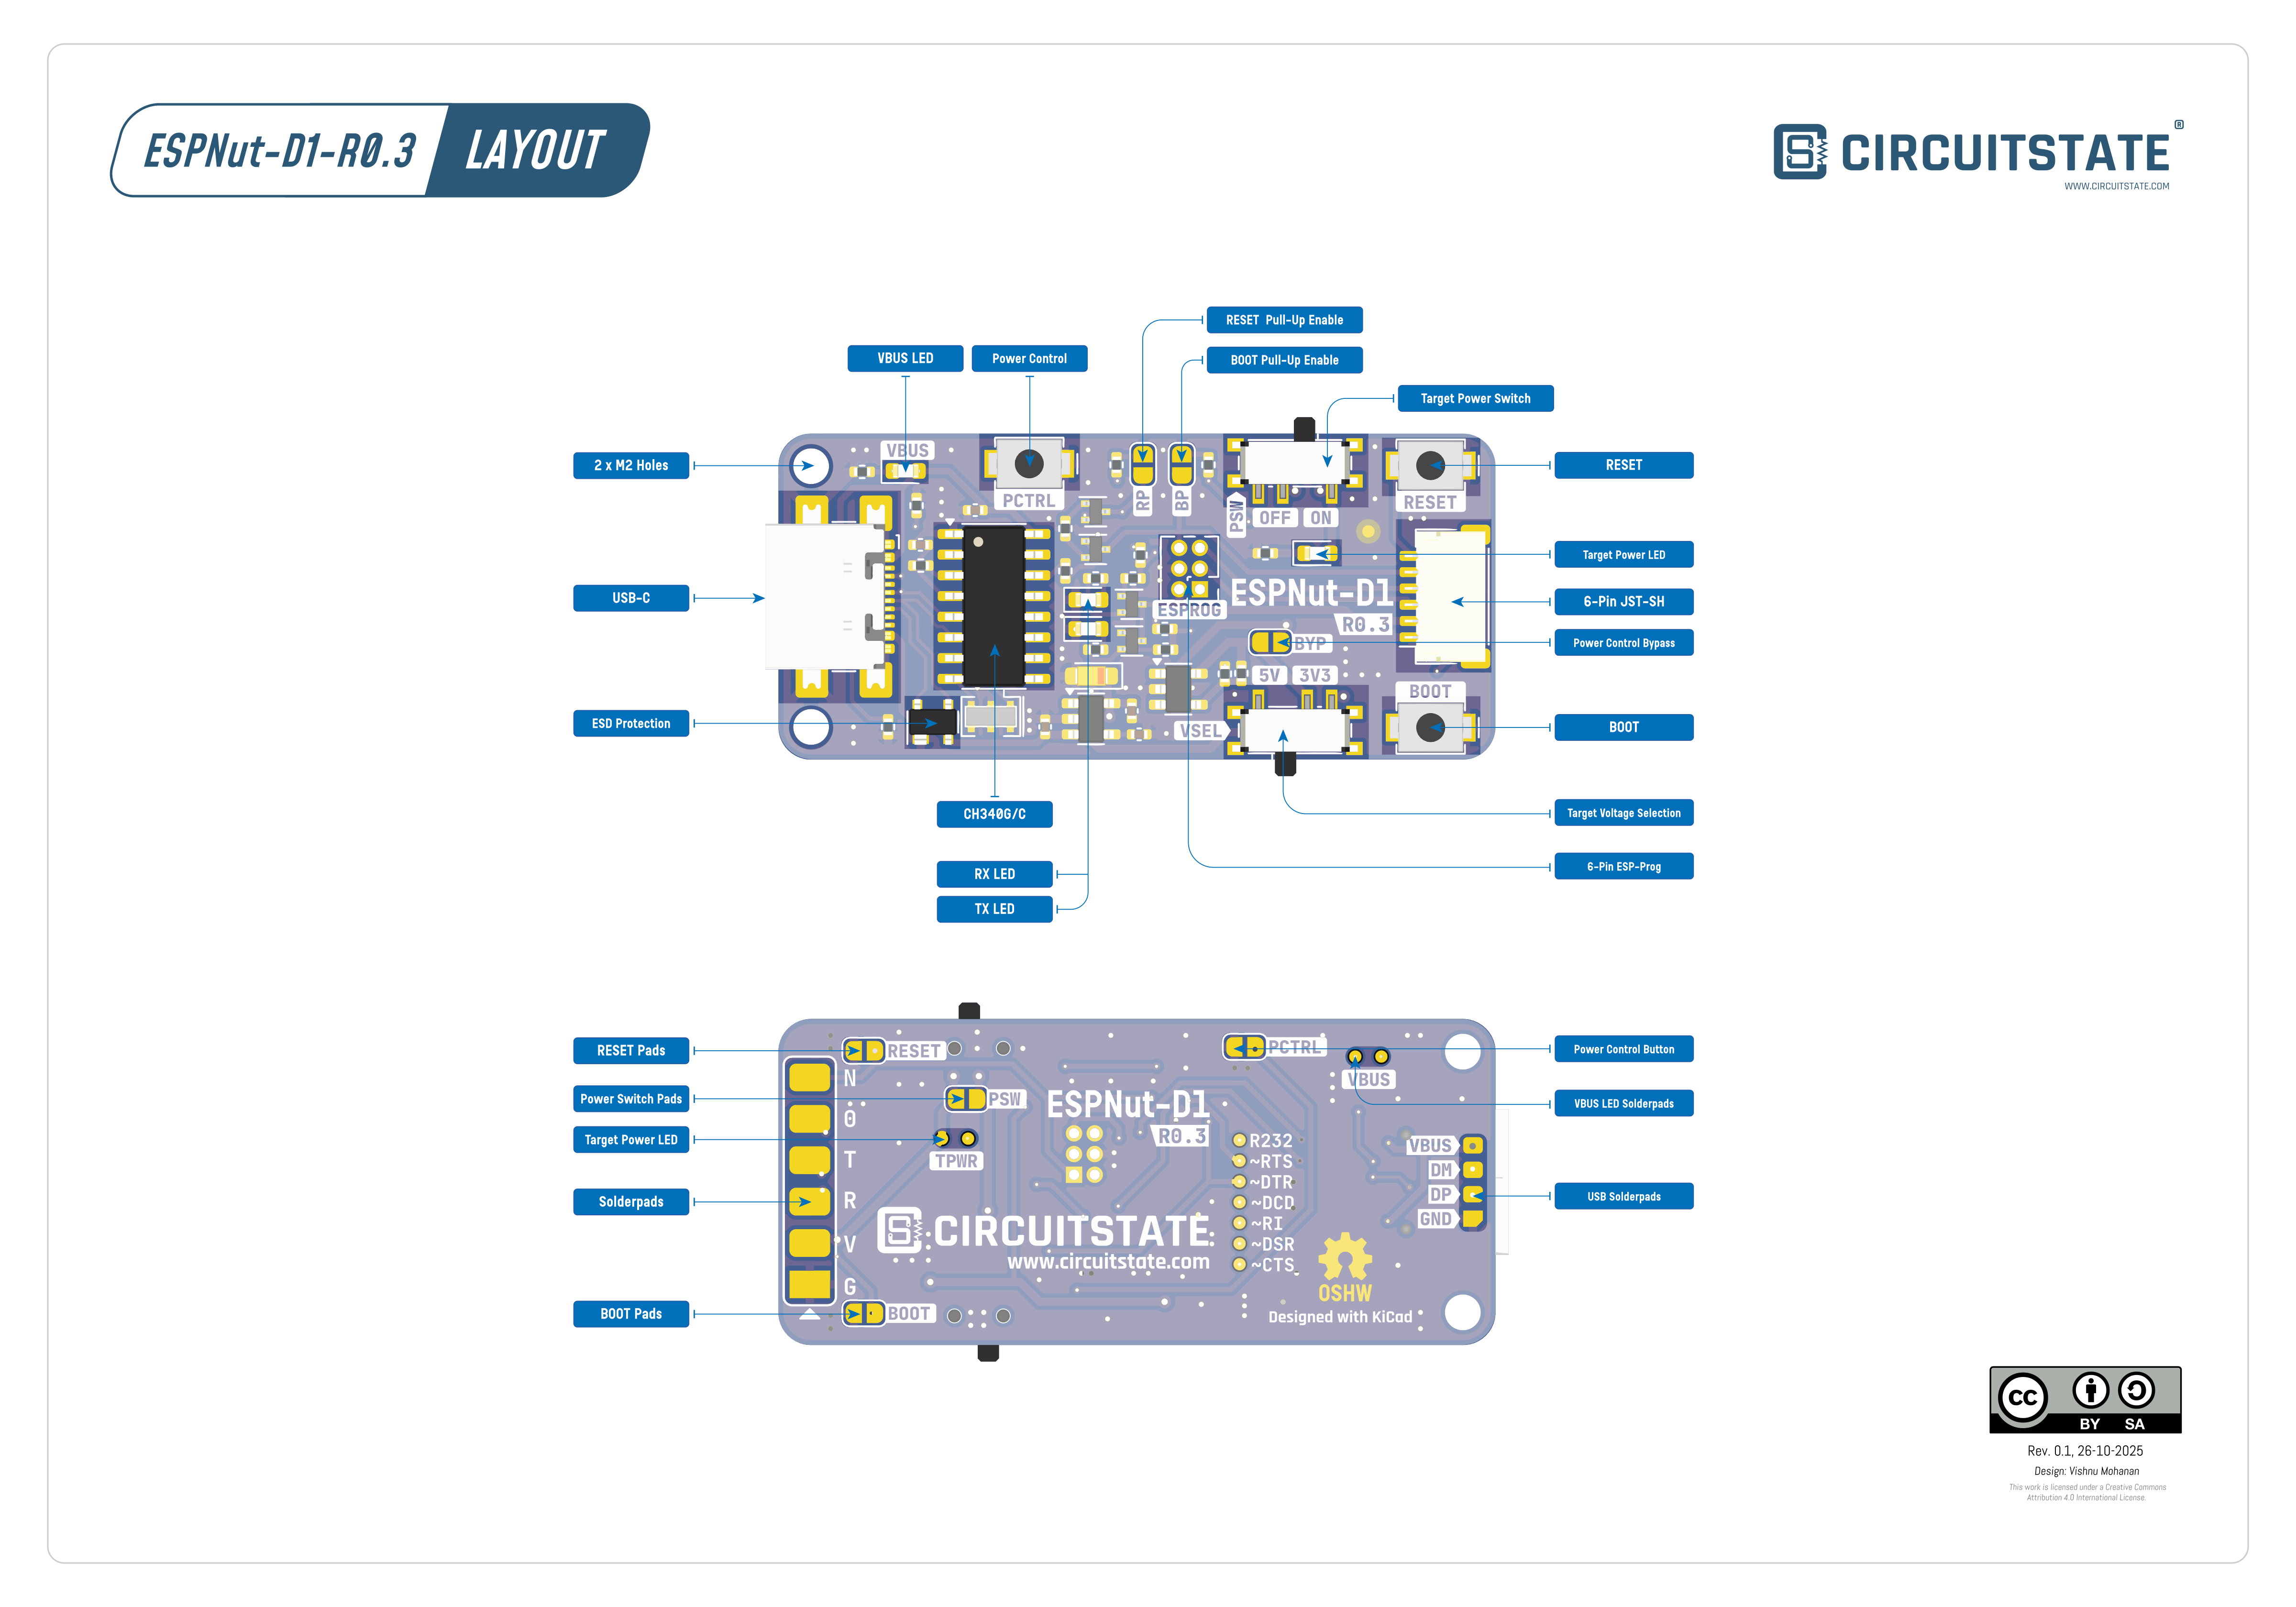 ESPNut-D1-R0.3 LAYOUT
CIRCUITSTATE®
WWW.CIRCUITSTATE.COM
RESET Pull-Up Enable
VBUS LED
Power Control
BOOT Pull-Up Enable
Target Power Switch
2 x M2 Holes
VBUS
RESET
PCTRL
RP
BP
PSW
OFF
ON
RESET
Target Power LED
USB-C
ESPROG
ESPNut-D1
6-Pin JST-SH
R0.3
BYP
Power Control Bypass
5V
3V3
BOOT
ESD Protection
VSEL
BOOT
CH340G/C
Target Voltage Selection
RX LED
6-Pin ESP-Prog
TX LED
RESET Pads
RESET
PCTRL
Power Control Button
N
VBUS
Power Switch Pads
PSW
ESPNut-D1
VBUS LED Solderpads
0
R0.3
Target Power LED
R232
VBUS
T
TPWR
~RTS
DM
~DTR
DP
USB Solderpads
Solderpads
R
~DCD
GND
CIRCUITSTATE
~RI
V
~DSR
www.circuitstate.com
~CTS
G
OSHW
BOOT Pads
BOOT
Designed with KiCad
cc
BY SA
Rev. 0.1, 26-10-2025
Design: Vishnu Mohanan
This work is licensed under a Creative Commons
Attribution 4.0 International License.